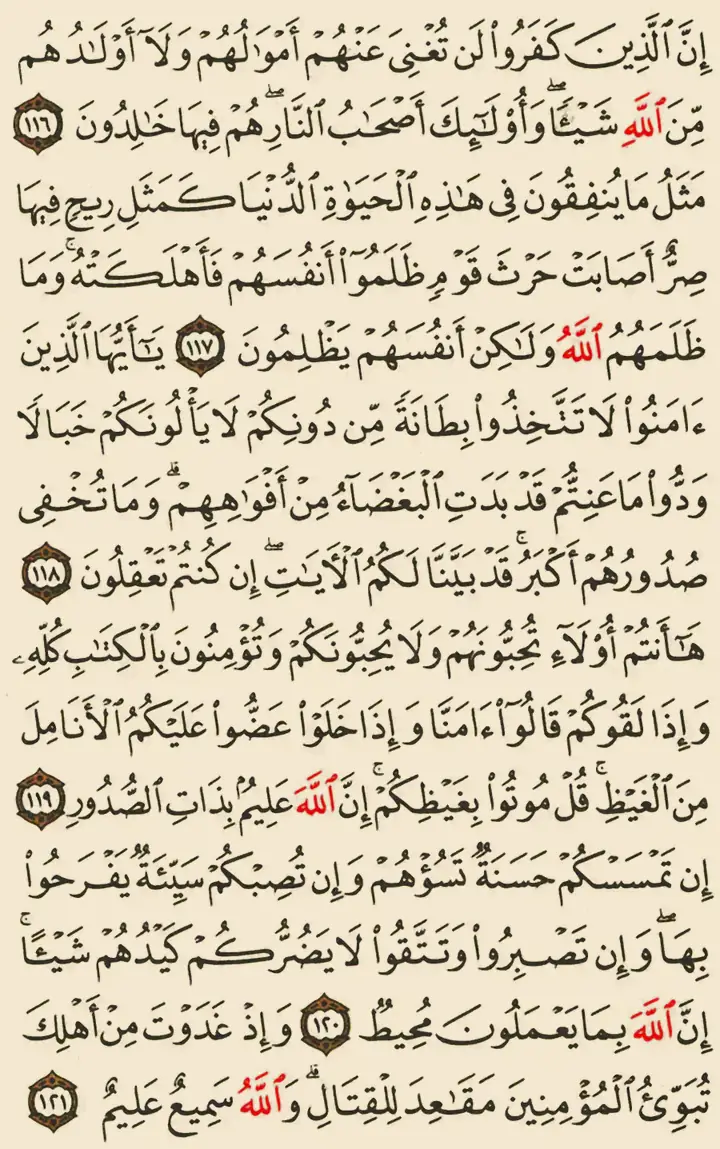 إِنَّ ٱلَّذِينَ كَفَرُوا۟ لَن تُغْنِىَ عَنْهُمْ أَمْوَٰلُهُمْ وَلَآ أَوْلَٰدُهُم
مِّنَ ٱللَّهِ شَيْـًٔا ۖ وَأُو۟لَٰٓئِكَ أَصْحَٰبُ ٱلنَّارِ ۖ هُمْ فِيهَا خَٰلِدُونَ ١١٦
مَثَلُ مَا يُنفِقُونَ فِى هَٰذِهِ ٱلْحَيَوٰةِ ٱلدُّنْيَا كَمَثَلِ رِيحٍ فِيهَا
صِرٌّ أَصَابَتْ حَرْثَ قَوْمٍ ظَلَمُوٓا۟ أَنفُسَهُمْ فَأَهْلَكَتْهُ ۚ وَمَا
ظَلَمَهُمُ ٱللَّهُ وَلَٰكِنْ أَنفُسَهُمْ يَظْلِمُونَ ١١٧ يَٰٓأَيُّهَا ٱلَّذِينَ
ءَامَنُوا۟ لَا تَتَّخِذُوا۟ بِطَانَةً مِّن دُونِكُمْ لَا يَأْلُونَكُمْ خَبَالًا
وَدُّوا۟ مَا عَنِتُّمْ قَدْ بَدَتِ ٱلْبَغْضَآءُ مِنْ أَفْوَٰهِهِمْ ۗ وَمَا تُخْفِى
صُدُورُهُمْ أَكْبَرُ ۚ قَدْ بَيَّنَّا لَكُمُ ٱلْـَٔايَٰتِ ۖ إِن كُنتُمْ تَعْقِلُونَ ١١٨
هَٰٓأَنتُمْ أُو۟لَآءِ تُحِبُّونَهُمْ وَلَا يُحِبُّونَكُمْ وَتُؤْمِنُونَ بِٱلْكِتَٰبِ كُلِّهِۦ
وَإِذَا لَقُوكُمْ قَالُوٓا۟ ءَامَنَّا وَإِذَا خَلَوْا۟ عَضُّوا۟ عَلَيْكُمُ ٱلْأَنَامِلَ
مِنَ ٱلْغَيْظِ ۚ قُلْ مُوتُوا۟ بِغَيْظِكُمْ ۗ إِنَّ ٱللَّهَ عَلِيمٌۢ بِذَاتِ ٱلصُّدُورِ ١١٩
إِن تَمْسَسْكُمْ حَسَنَةٌ تَسُؤْهُمْ وَإِن تُصِبْكُمْ سَيِّئَةٌ يَفْرَحُوا۟
بِهَا ۖ وَإِن تَصْبِرُوا۟ وَتَتَّقُوا۟ لَا يَضُرُّكُمْ كَيْدُهُمْ شَيْـًٔا ۗ
إِنَّ ٱللَّهَ بِمَا يَعْمَلُونَ مُحِيطٌ ١٢٠ وَإِذْ غَدَوْتَ مِنْ أَهْلِكَ
تُبَوِّئُ ٱلْمُؤْمِنِينَ مَقَٰعِدَ لِلْقِتَالِ ۗ وَٱللَّهُ سَمِيعٌ عَلِيمٌ ١٢١